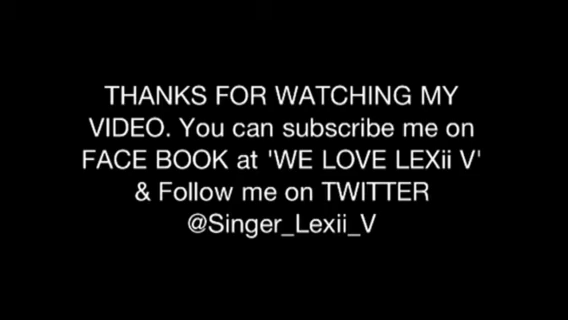 THANKS FOR WATCHING MY
VIDEO. You can subscribe me on
FACE BOOK at 'WE LOVE LEXii V'
& Follow me on TWITTER
@Singer_Lexii_V